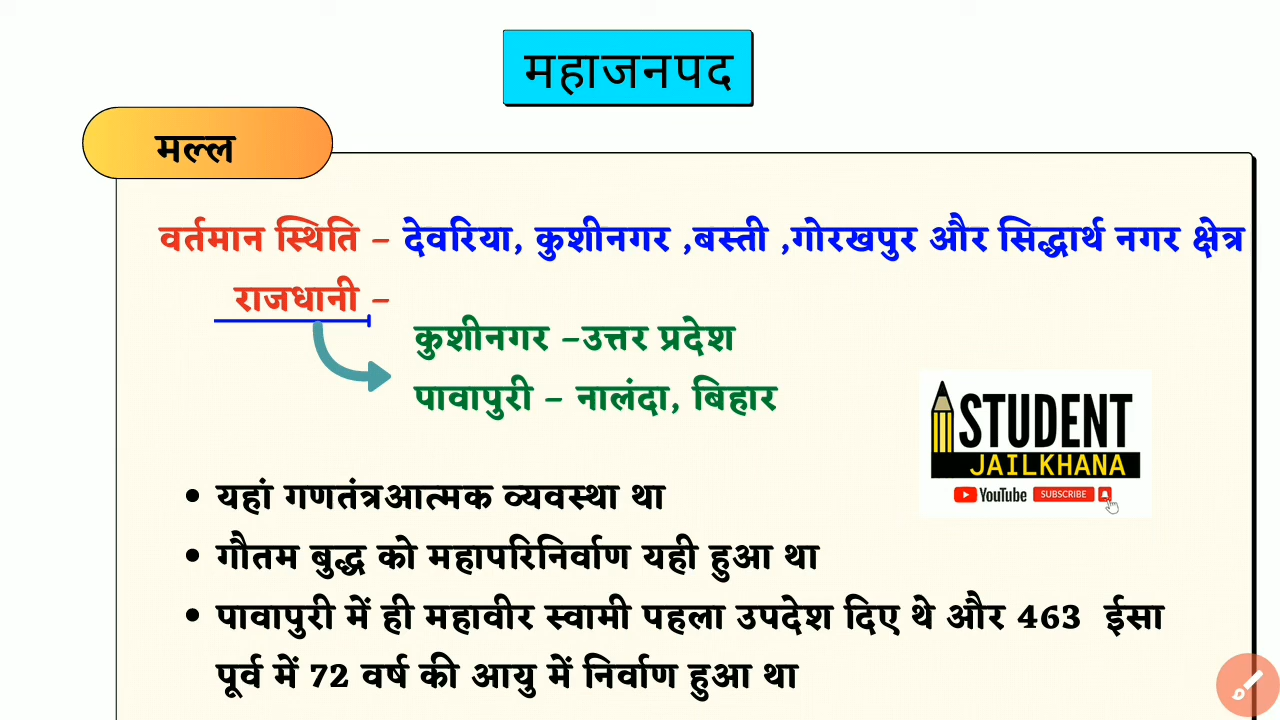 महाजनपद
मल्ल
वर्तमान स्थिति – देवरिया, कुशीनगर ,बस्ती ,गोरखपुर और सिद्धार्थ नगर क्षेत्र
राजधानी –
कुशीनगर –उत्तर प्रदेश
पावापुरी – नालंदा, बिहार
STUDENT
JAILKHANA
YouTube SUBSCRIBE
• यहां गणतंत्रआत्मक व्यवस्था था
• गौतम बुद्ध को महापरिनिर्वाण यही हुआ था
• पावापुरी में ही महावीर स्वामी पहला उपदेश दिए थे और 463 ईसा
पूर्व में 72 वर्ष की आयु में निर्वाण हुआ था